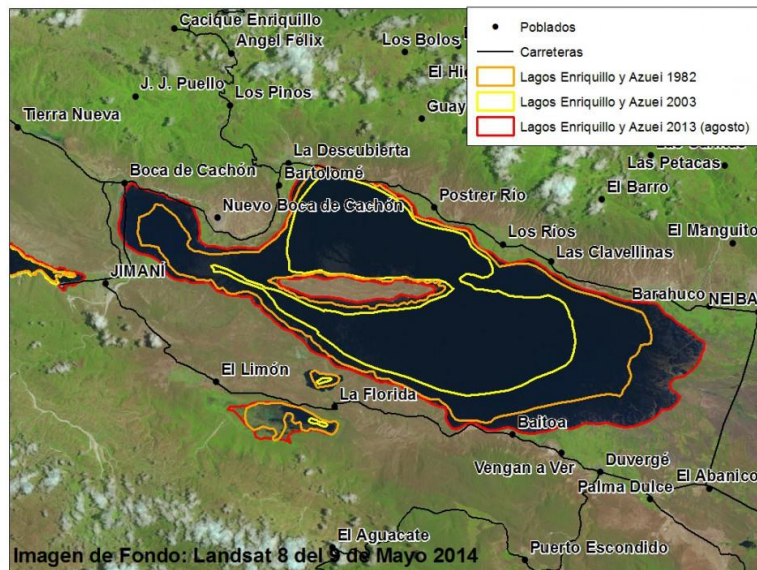 Poblados
Carreteras
Lagos Enriquillo y Azuei 1982
Lagos Enriquillo y Azuei 2003
Lagos Enriquillo y Azuei 2013 (agosto)
Cacique Enriquillo
Angel Félix
Los Bolos
El Hig
J. J. Puello
Los Pinos
Guay
Tierra Nueva
La Descubierta
Las Petacas
Boca de Cachón
Bartolomé
El Barro
Nuevo Boca de Cachón
Postrer Río
Los Rios
El Manguito
Las Clavellinas
JIMANÍ
Barahuco
NEIBA
El Limón
La Florida
Baitoa
Vengan a Ver
Duvergé
Palma Dulce
El Abanico
El Aguacate
Puerto Escondido
Imagen de Fondo: Landsat 8 del 9 de Mayo 2014